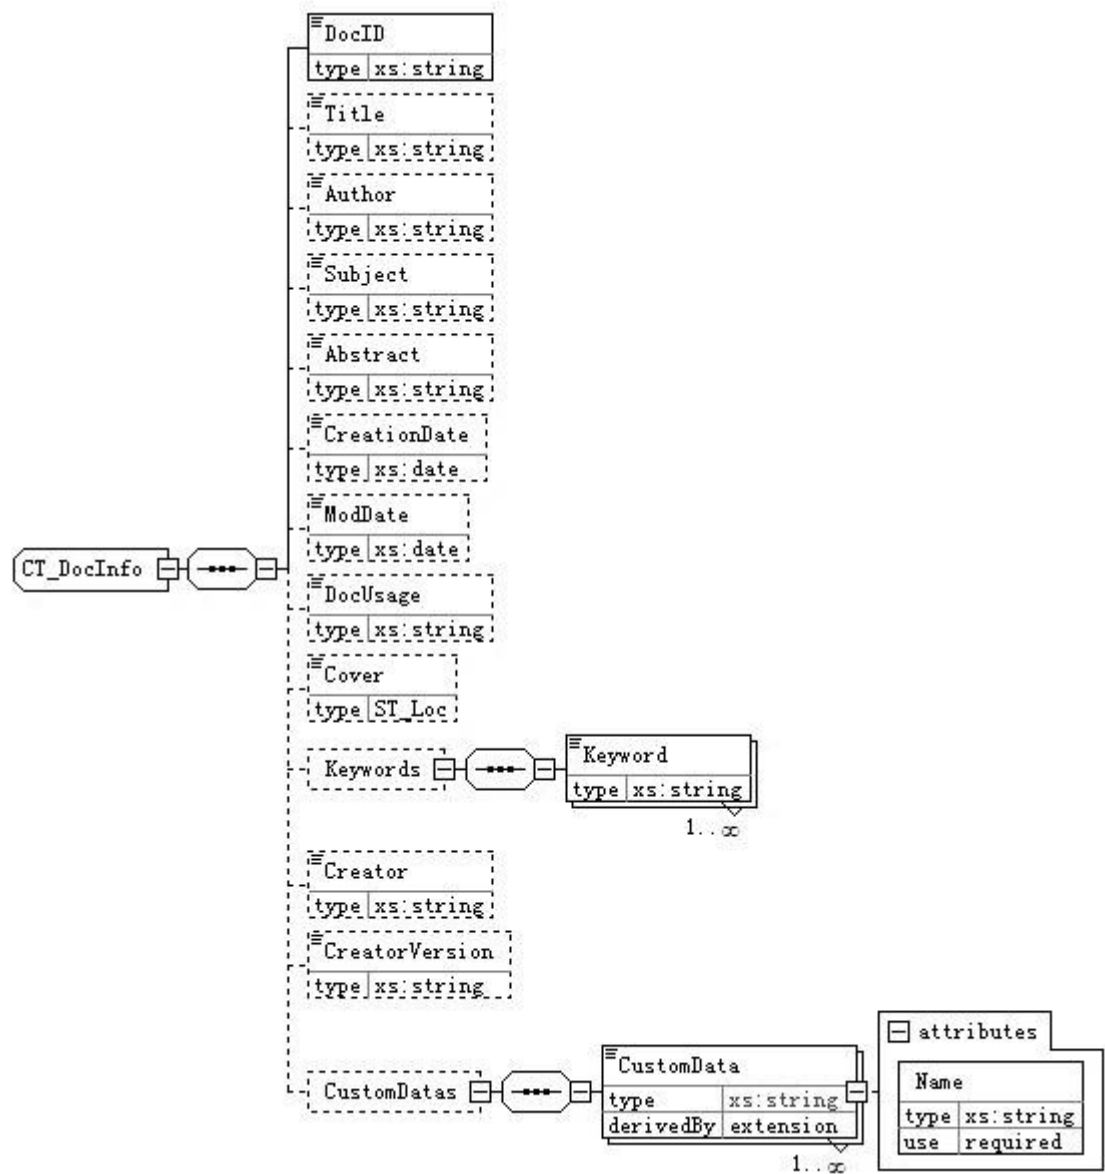 DocID
type xs:string
Title
type xs:string
Author
type xs:string
Subject
type xs:string
Abstract
type xs:string
CreationDate
type xs:date
ModDate
type xs:date
CT_DocInfo
DocUsage
type xs:string
Cover
type ST_Loc
Keywords
Keyword
type xs:string
1..∞
Creator
type xs:string
CreatorVersion
type xs:string
CustomDatas
CustomData
type xs:string
derivedBy extension
1..∞
attributes
Name
type xs:string
use required